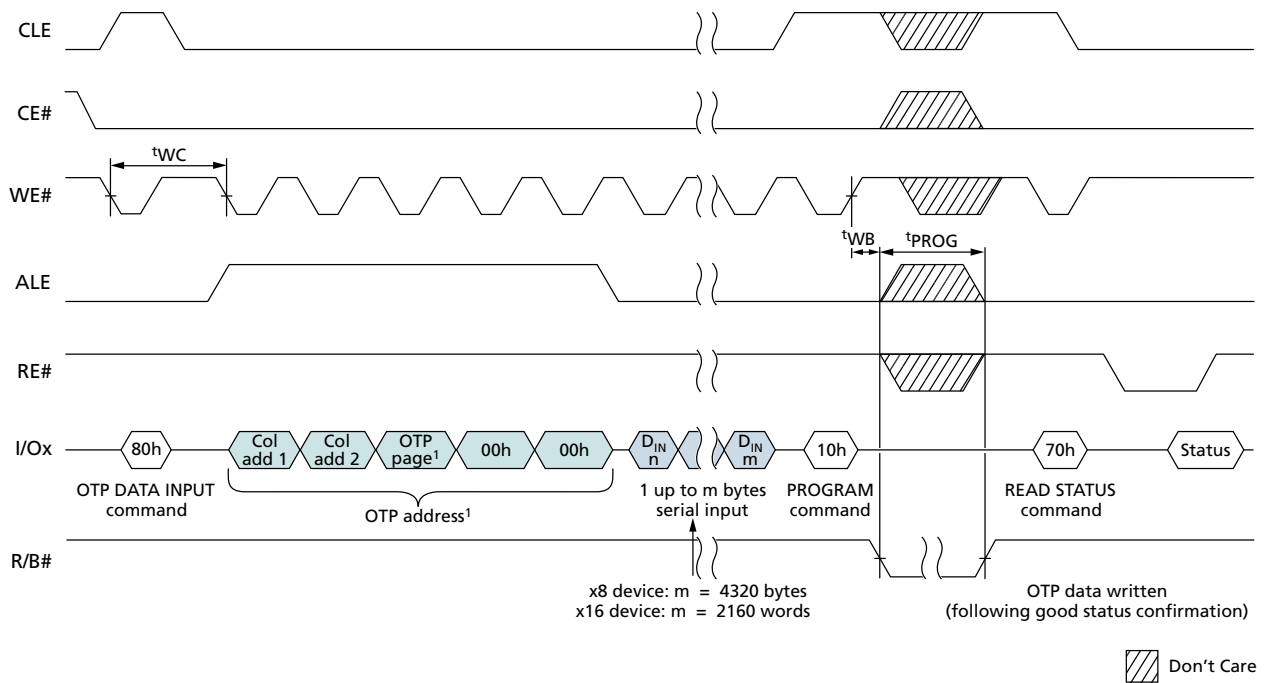 CLE
CE#
tWC
WE#
tWB
tPROG
ALE
RE#
I/Ox
80h
Col
add 1
Col
add 2
OTP
page1
00h
00h
DIN
n
DIN
m
10h
70h
Status
OTP DATA INPUT
command
OTP address1
1 up to m bytes
serial input
PROGRAM
command
READ STATUS
command
R/B#
x8 device: m = 4320 bytes
x16 device: m = 2160 words
OTP data written
(following good status confirmation)
Don't Care